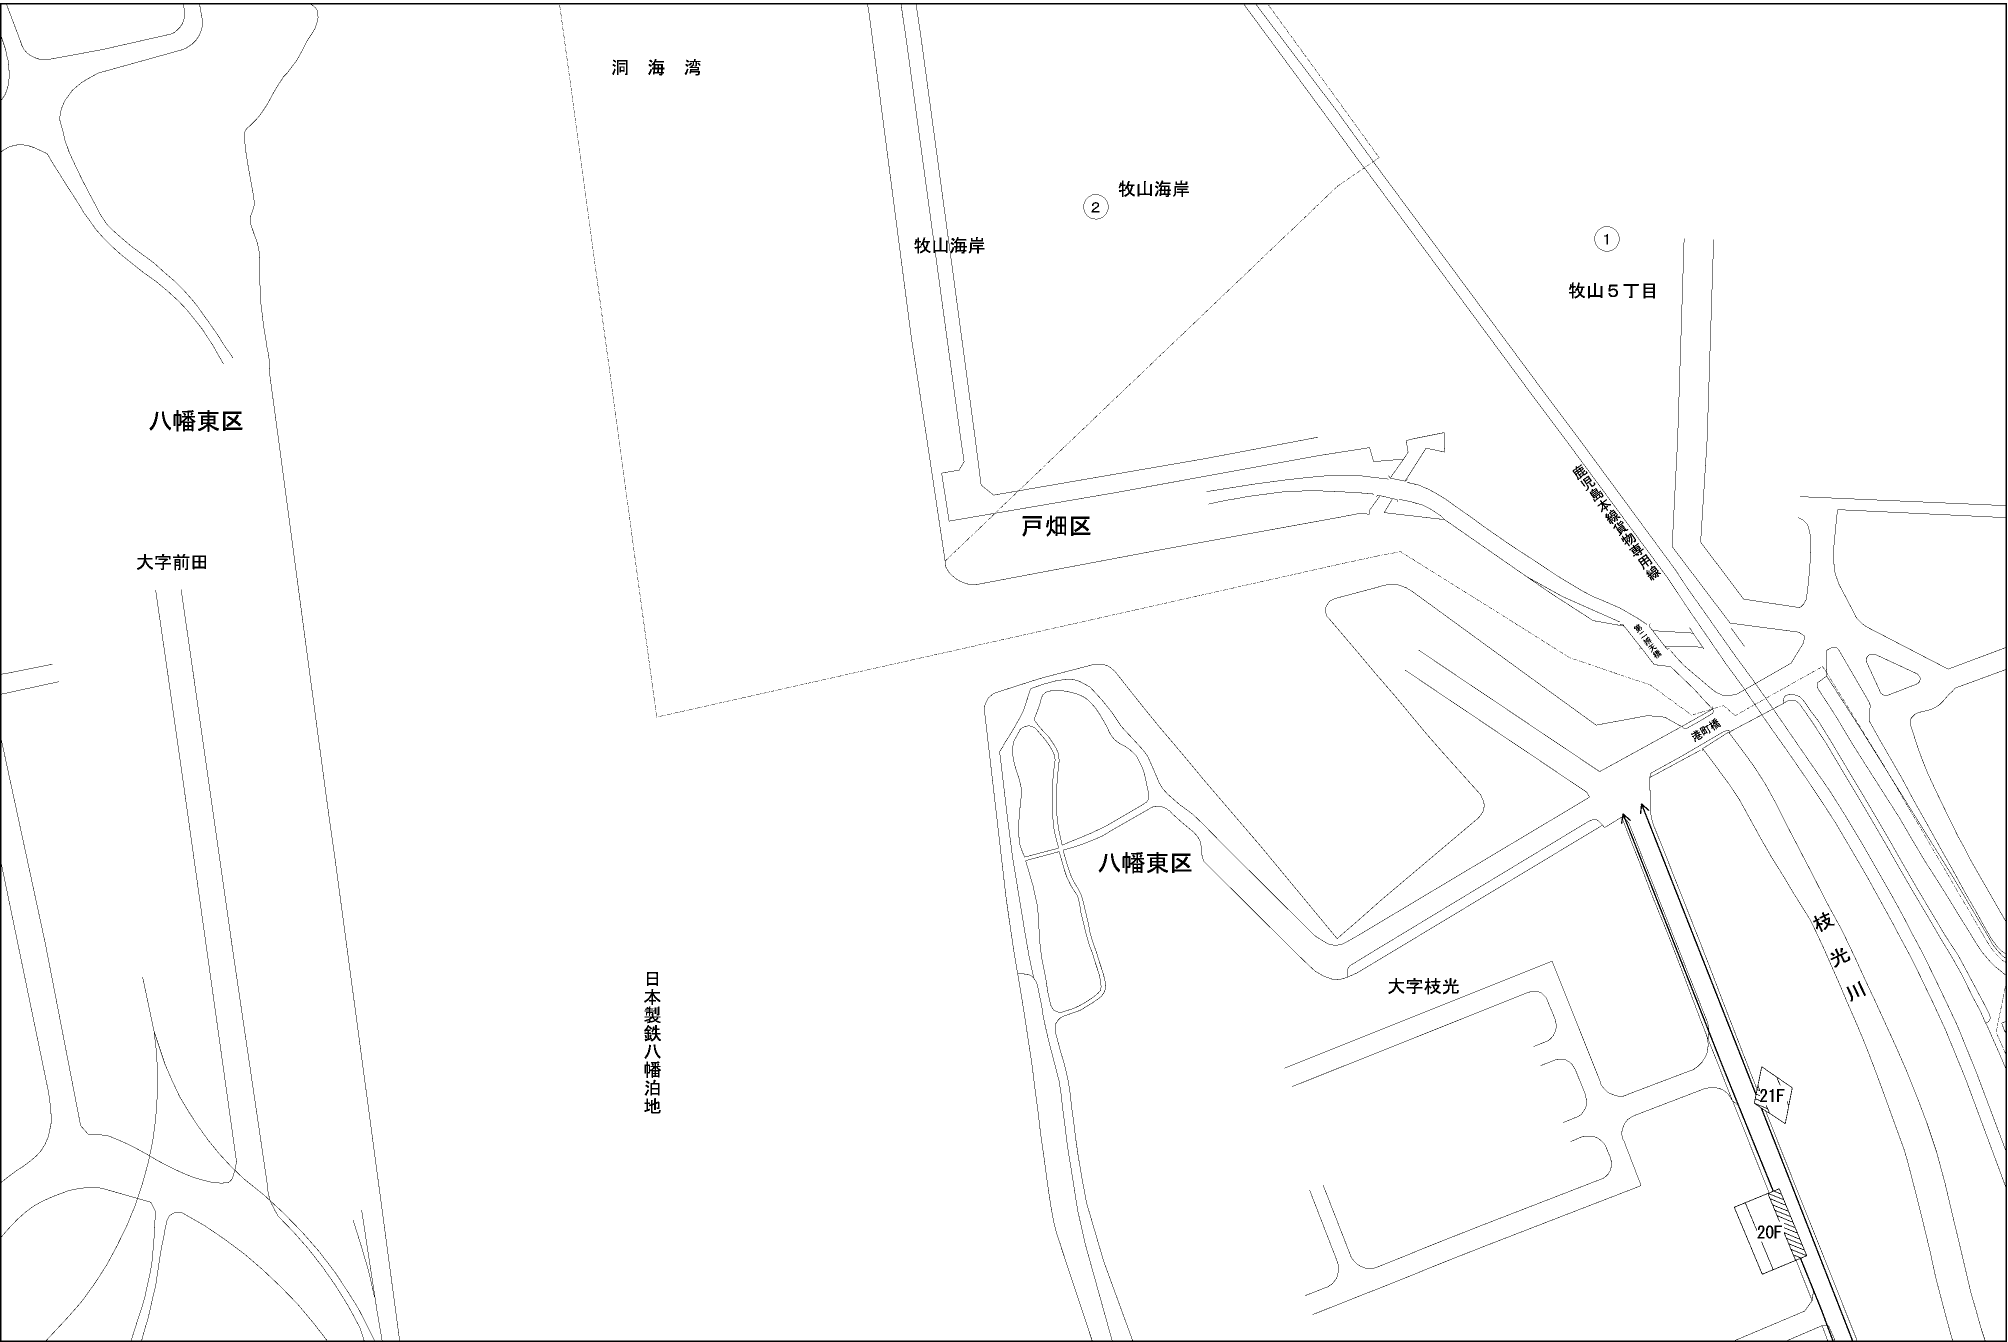 洞海湾
牧山海岸
②
牧山海岸
①
牧山５丁目
八幡東区
鹿児島本線貨物専用線
戸畑区
大字前田
港町橋
八幡東区
枝光川
日本製鉄八幡泊地
大字枝光
21F
20F